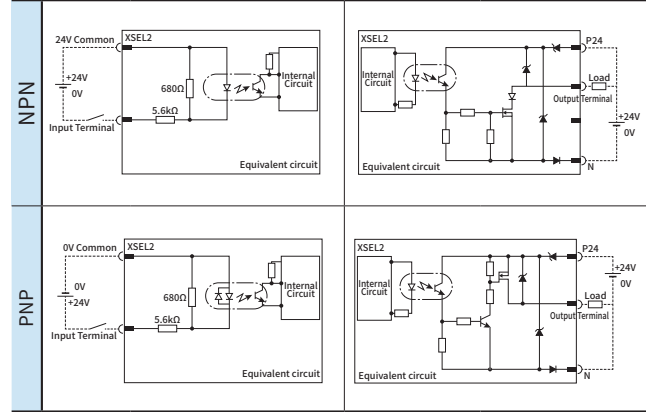 NPN
24V Common
XSEL2
+24V
0V
680Ω
5.6kΩ
Input Terminal
Internal
Circuit
Equivalent circuit
XSEL2
Internal
Circuit
P24
Load
Output Terminal
+24V
0V
N
Equivalent circuit
PNP
0V Common
XSEL2
0V
+24V
680Ω
5.6kΩ
Input Terminal
Internal
Circuit
Equivalent circuit
XSEL2
Internal
Circuit
P24
+24V
0V
Load
Output Terminal
N
Equivalent circuit